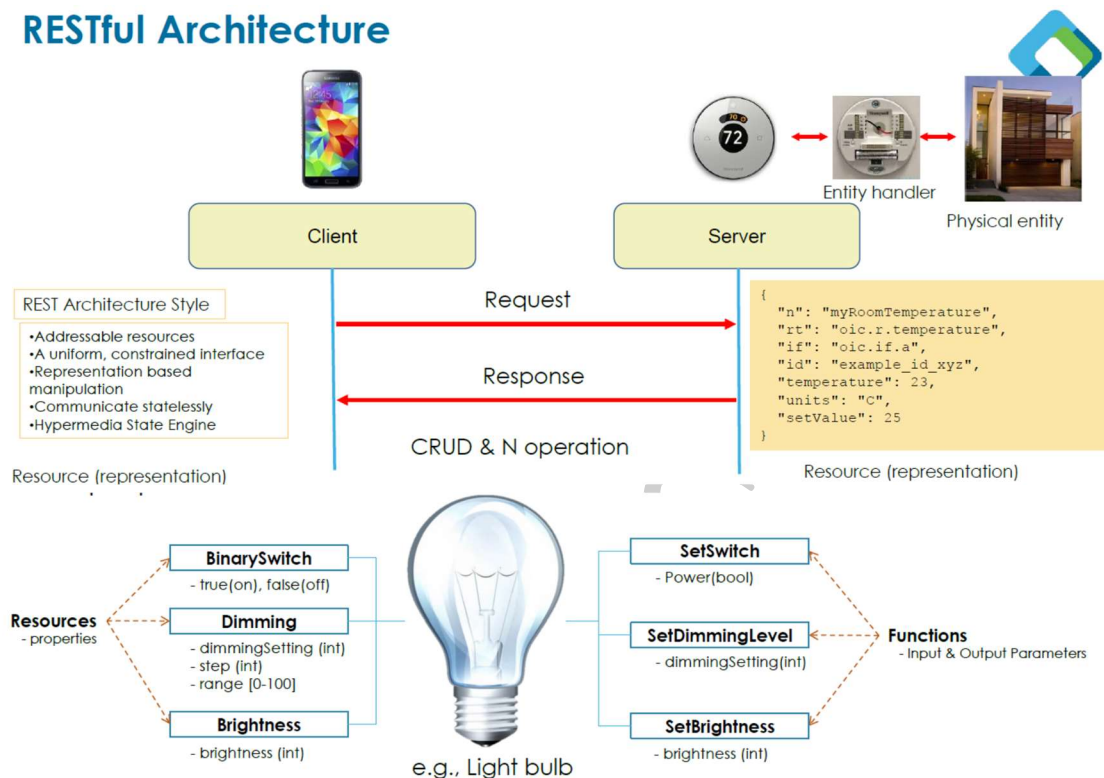 RESTful Architecture
12:45
70
72
Entity handler
Physical entity
Client
Server
REST Architecture Style
•Addressable resources
•A uniform, constrained interface
•Representation based
manipulation
•Communicate statelessly
•Hypermedia State Engine
Resource (representation)
Request
Response
CRUD & N operation
{
"n": "myRoomTemperature",
"rt": "oic.r.temperature",
"if": "oic.if.a",
"id": "example_id_xyz",
"temperature": 23,
"units": "C",
"setValue": 25
}
Resource (representation)
Resources
- properties
BinarySwitch
- true(on), false(off)
Dimming
- dimmingSetting (int)
- step (int)
- range [0-100]
Brightness
- brightness (int)
e.g., Light bulb
SetSwitch
- Power(bool)
SetDimmingLevel
- dimmingSetting(int)
SetBrightness
- brightness (int)
Functions
- Input & Output Parameters